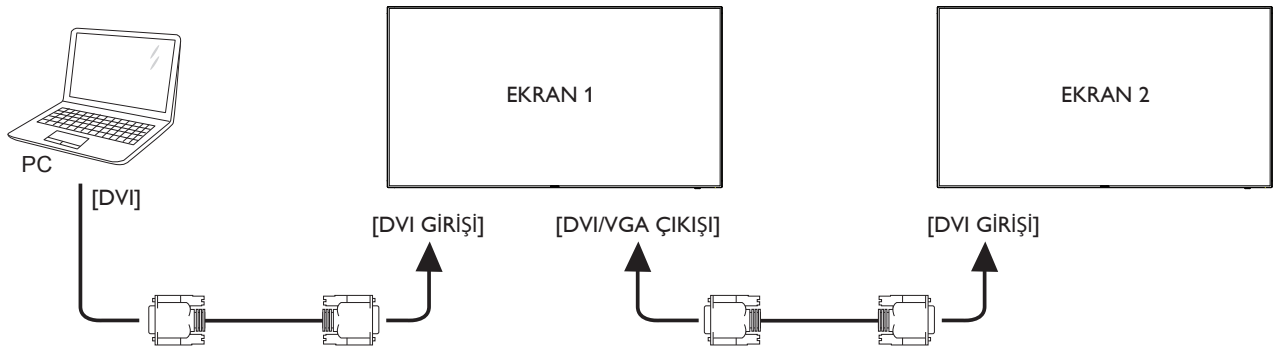 EKRAN 1
EKRAN 2
PC
[DVI]
[DVI GİRİŞİ]
[DVI/VGA ÇIKIŞI]
[DVI GİRİŞİ]